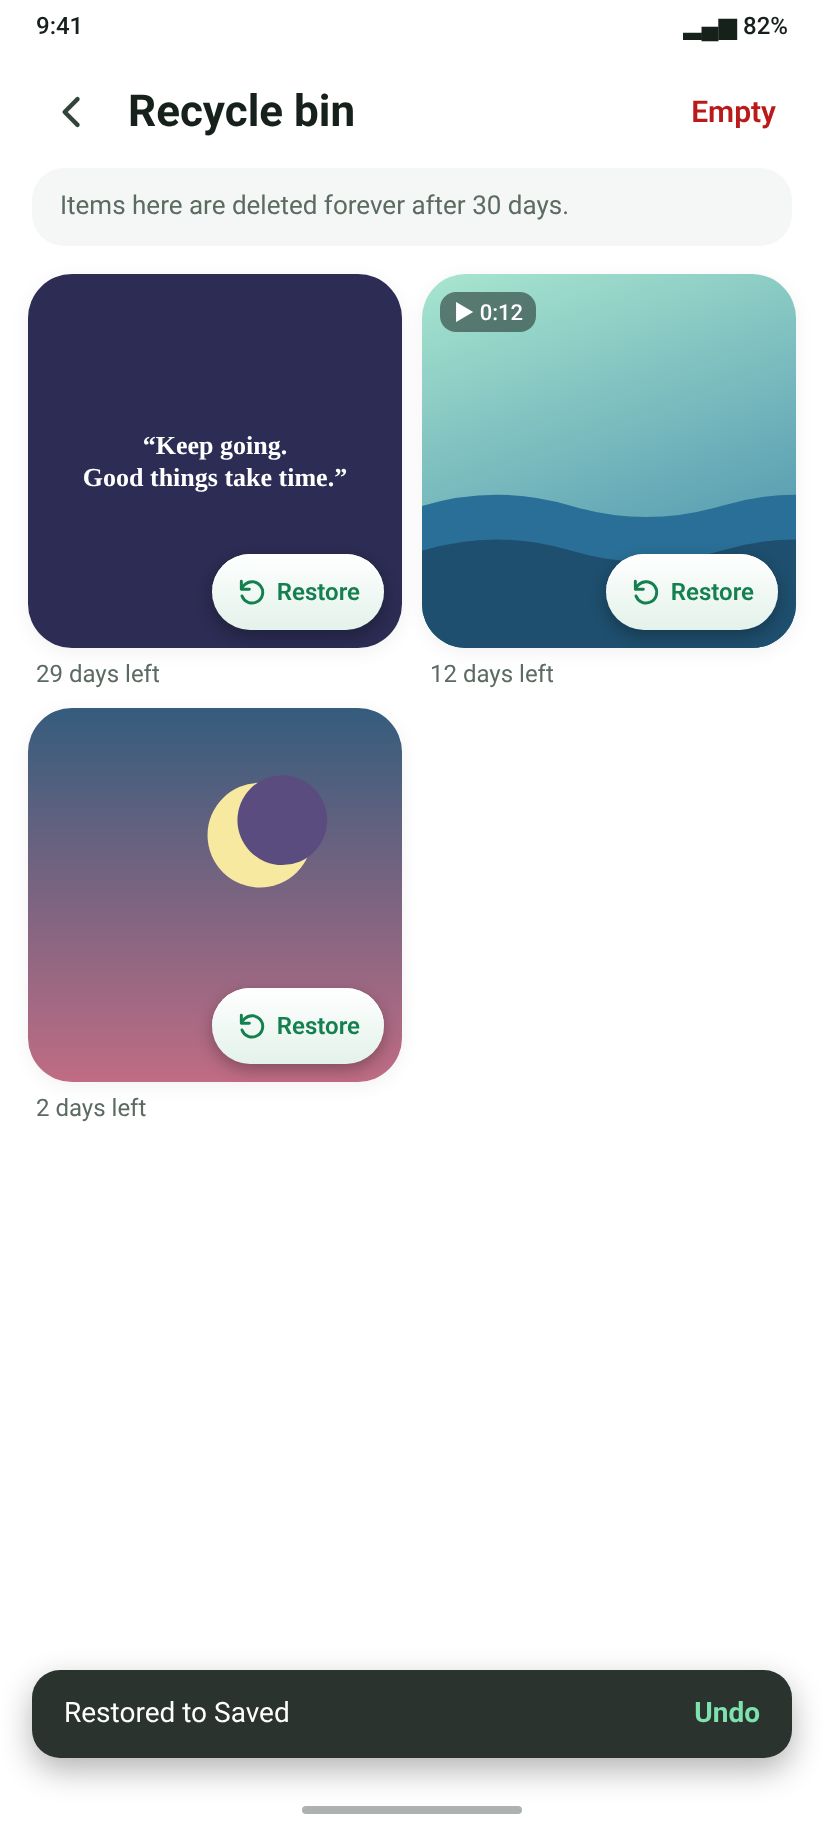 9:41
82%
Recycle bin
Empty
Items here are deleted forever after 30 days.
“Keep going.
Good things take time.”
Restore
0:12
Restore
29 days left
12 days left
Restore
2 days left
Restored to Saved
Undo